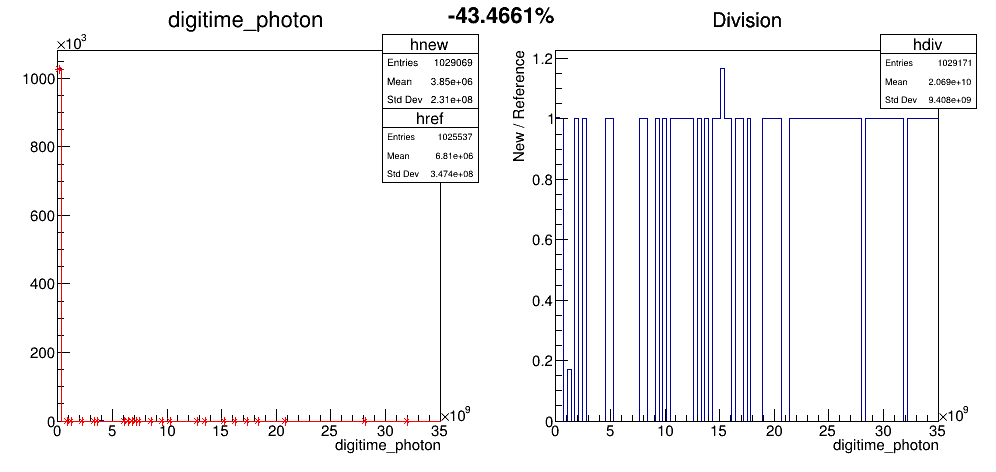 -43.4661%
digitime_photon
×10³
hnew
Entries 1029069
Mean 3.85e+06
Std Dev 2.31e+08
href
Entries 1025537
Mean 6.81e+06
Std Dev 3.474e+08
1000
800
600
400
200
0
0 5 10 15 20 25 30 35
×10⁹
digitime_photon
Division
hdiv
Entries 1029171
Mean 2.069e+10
Std Dev 9.408e+09
New / Reference
1.2
1
0.8
0.6
0.4
0.2
0
0 5 10 15 20 25 30 35
×10⁹
digitime_photon